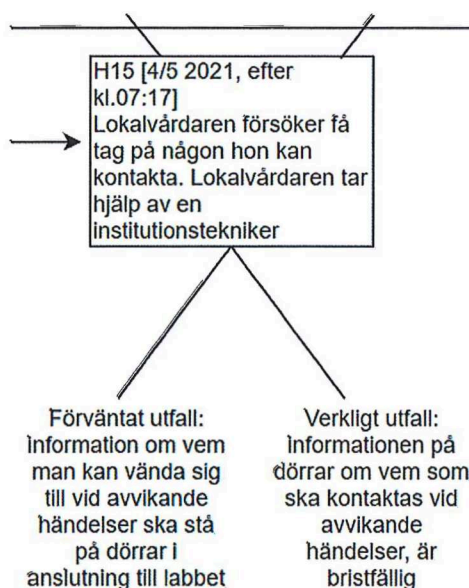 H15 [4/5 2021, efter
kl.07:17]
Lokalvårdaren försöker få
tag på någon hon kan
kontakta. Lokalvårdaren tar
hjälp av en
institutionstekniker
Förväntat utfall:
information om vem
man kan vända sig
till vid avvikande
händelser ska stå
på dörrar i
anslutning till labbet
Verkligt utfall:
informationen på
dörrar om vem som
ska kontaktas vid
avvikande
händelser, är
bristfällig